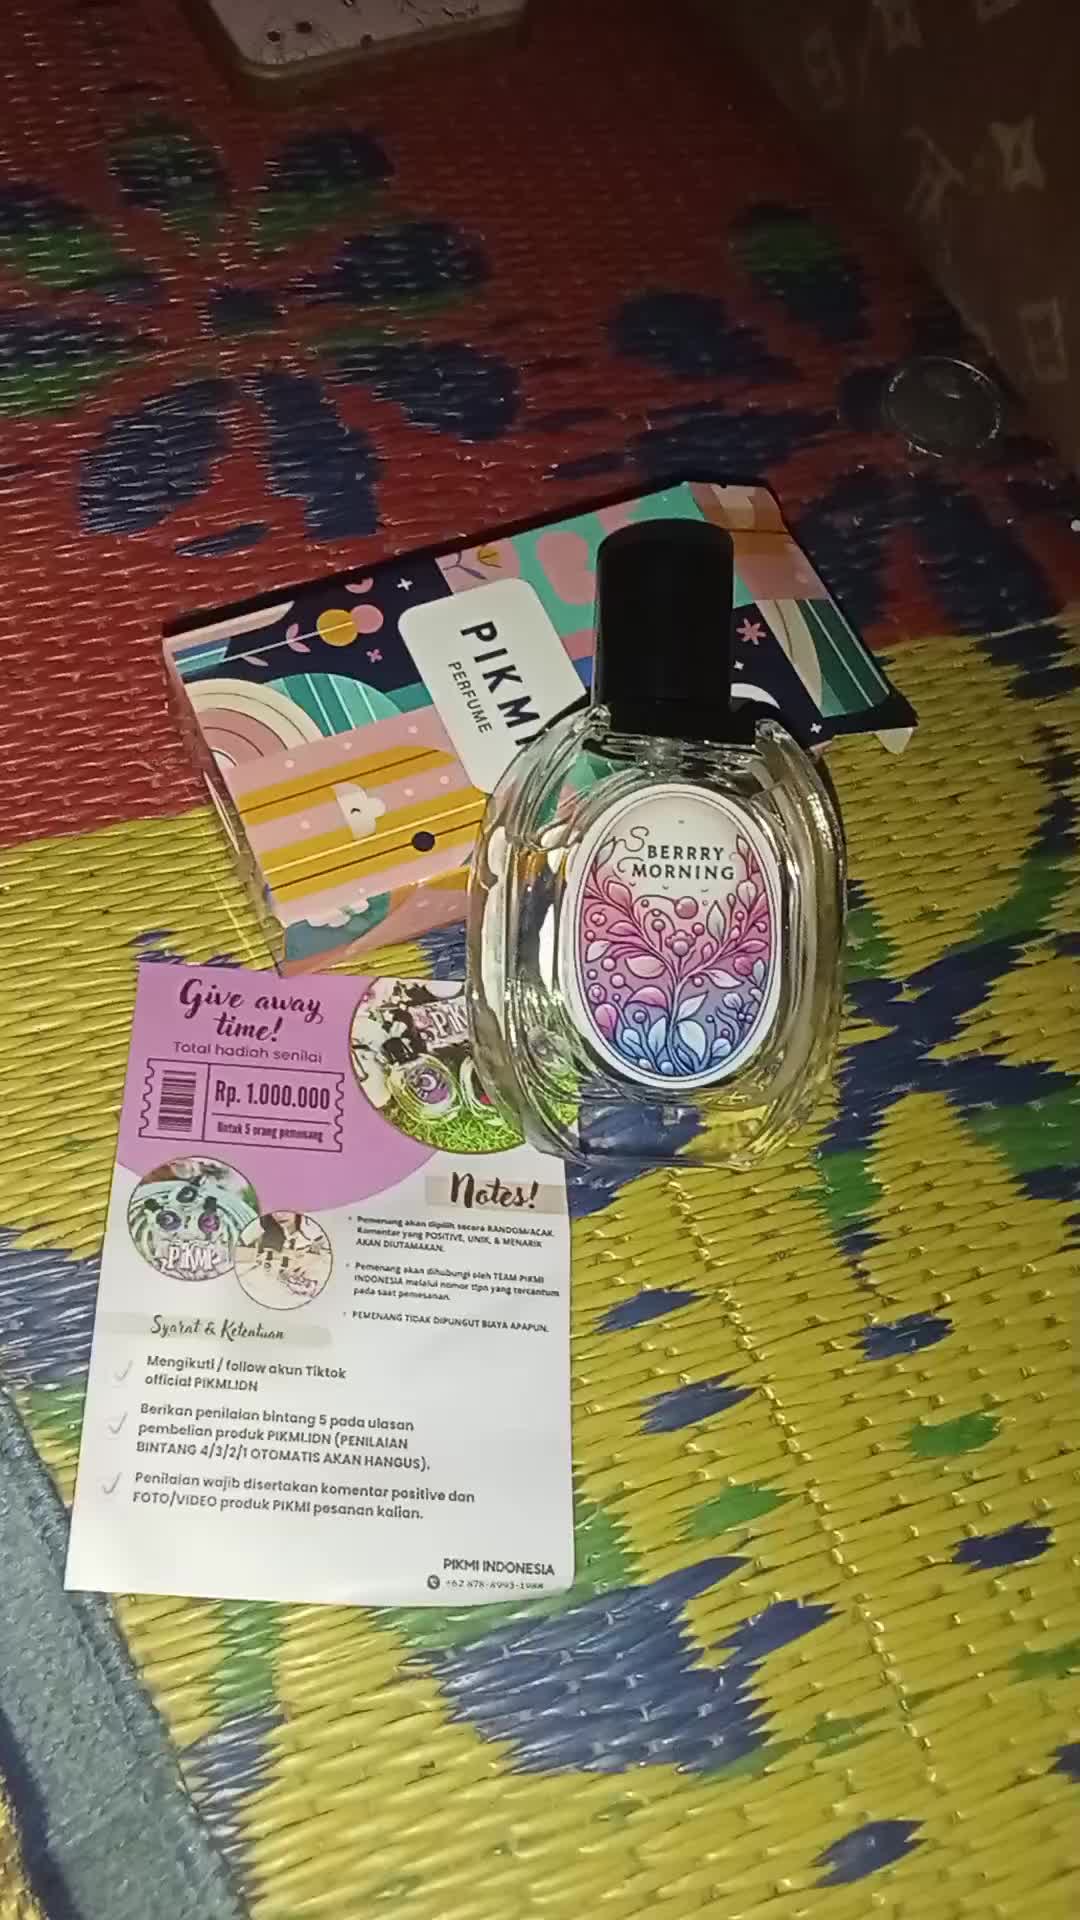 PIKMI
PERFUME
BERRRY
MORNING
Give away
time!
Total hadiah senilai
Rp. 1.000.000
Untuk 5 orang pemenang
Notes!
Pemenang akan dipilih secara RANDOM/ACAK.
Komentar yang POSITIVE, UNIK, & MENARIK
AKAN DIUTAMAKAN.
Pemenang akan dihubungi oleh TEAM PIKMI
INDONESIA melalui nomor tlpn yang tercantum
pada saat pemesanan.
PEMENANG TIDAK DIPUNGUT BIAYA APAPUN.
Syarat & Ketentuan
Mengikuti / follow akun Tiktok
official PIKMI.IDN
Berikan penilaian bintang 5 pada ulasan
pembelian produk PIKMI.IDN (PENILAIAN
BINTANG 4/3/2/1 OTOMATIS AKAN HANGUS).
Penilaian wajib disertakan komentar positive dan
FOTO/VIDEO produk PIKMI pesanan kalian.
PIKMI INDONESIA